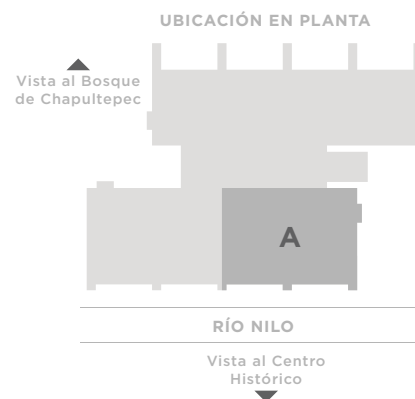 UBICACIÓN EN PLANTA
Vista al Bosque
de Chapultepec
A
RÍO NILO
Vista al Centro
Histórico